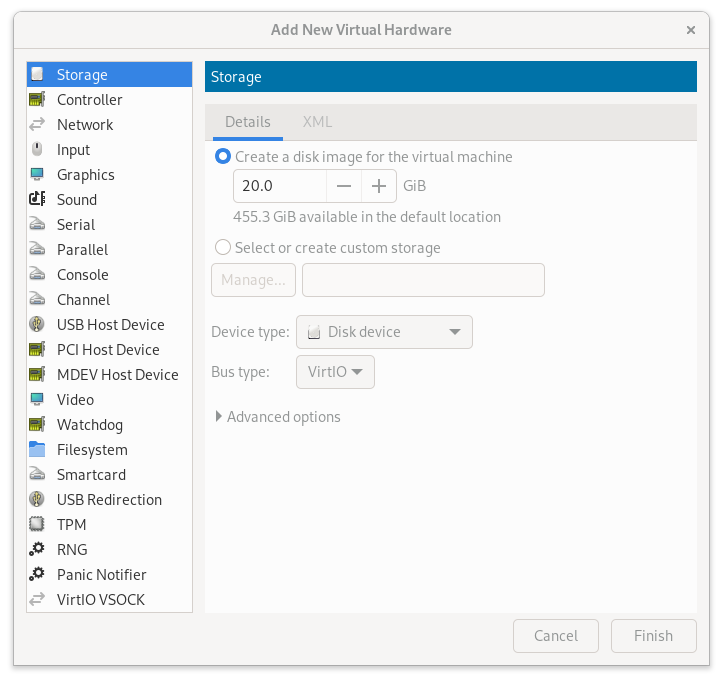 Add New Virtual Hardware
Storage
Controller
Network
Input
Graphics
Sound
Serial
Parallel
Console
Channel
USB Host Device
PCI Host Device
MDEV Host Device
Video
Watchdog
Filesystem
Smartcard
USB Redirection
TPM
RNG
Panic Notifier
VirtIO VSOCK
Storage
Details XML
Create a disk image for the virtual machine
20.0 GiB
455.3 GiB available in the default location
Select or create custom storage
Manage...
Device type: Disk device
Bus type: VirtIO
Advanced options
Cancel Finish